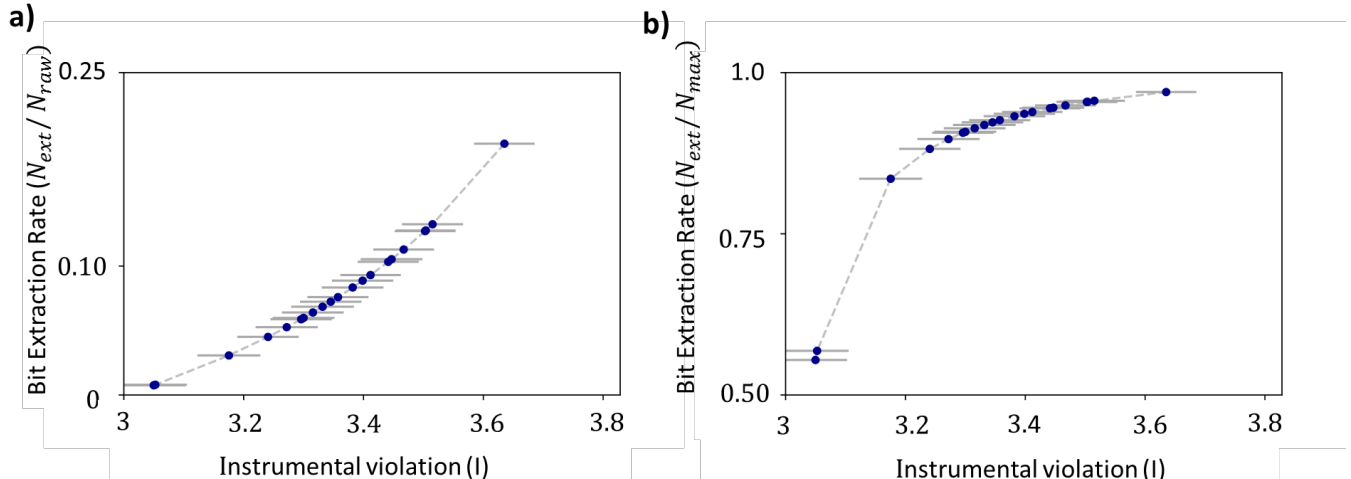 a)
Bit Extraction Rate (N_ext / N_raw)
0.25
0.10
0
3
3.2
3.4
3.6
3.8
Instrumental violation (I)
b)
Bit Extraction Rate (N_ext / N_max)
1.0
0.75
0.50
3
3.2
3.4
3.6
3.8
Instrumental violation (I)